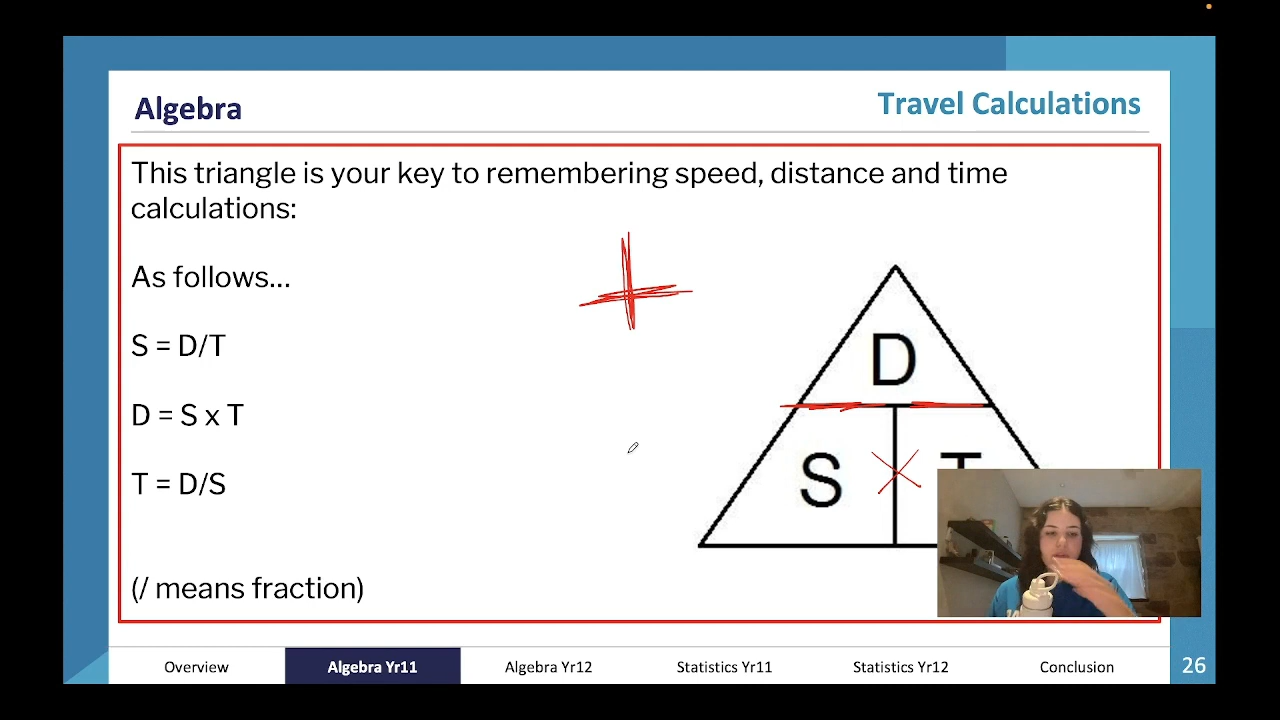 Algebra
Travel Calculations
This triangle is your key to remembering speed, distance and time
calculations:
As follows...
S = D/T
D = S x T
T = D/S
(/ means fraction)
D
S
T
Overview
Algebra Yr11
Algebra Yr12
Statistics Yr11
Statistics Yr12
Conclusion
26